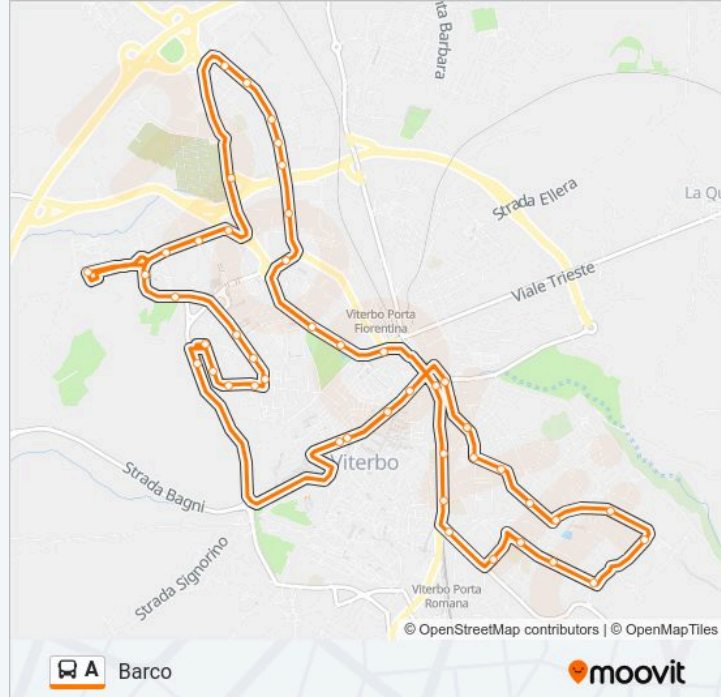 nta Barbara
Strada Ellera
La Qu
Viale Trieste
Viterbo Porta
Fiorentina
Viterbo
Strada Bagni
Strada Signorino
Viterbo Porta
Romana
© OpenStreetMap contributors | © OpenMapTiles
A Barco
moovit